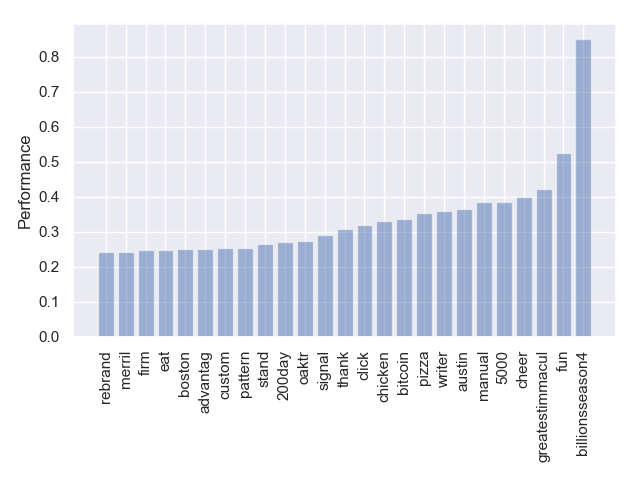 0.8
0.7
0.6
0.5
0.4
0.3
0.2
0.1
0.0
Performance
rebrand
merril
firm
eat
boston
advantag
custom
pattern
stand
200day
oaktr
signal
thank
click
chicken
bitcoin
pizza
writer
austin
manual
5000
cheer
greatestimmacul
fun
billionsseason4